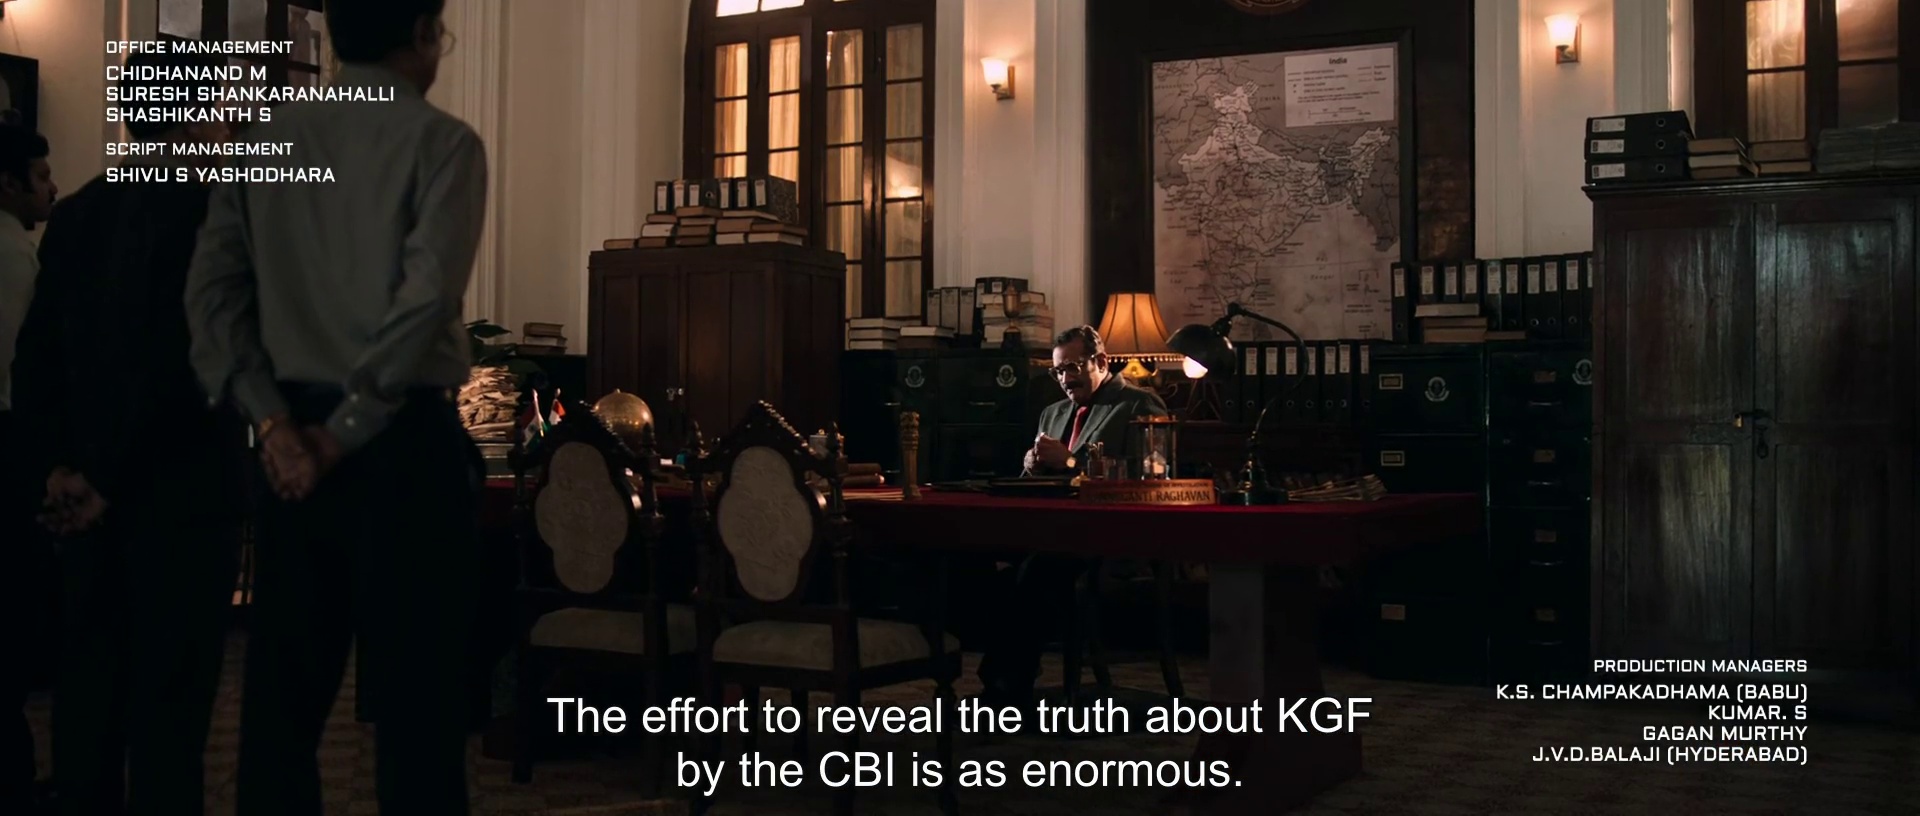 OFFICE MANAGEMENT
CHIDHANAND M
SURESH SHANKARANAHALLI
SHASHIKANTH S
SCRIPT MANAGEMENT
SHIVU S YASHODHARA
India
RAGHAVAN
PRODUCTION MANAGERS
K.S. CHAMPAKADHAMA (BABU)
KUMAR. S
GAGAN MURTHY
J.V.D.BALAJI (HYDERABAD)
The effort to reveal the truth about KGF
by the CBI is as enormous.